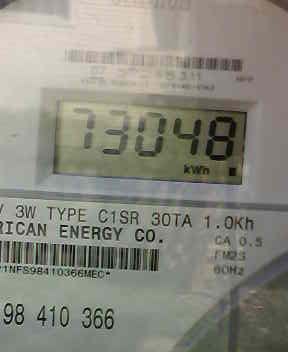 73048
kWh
V 3W TYPE C1SR 30TA 1.0Kh
RICAN ENERGY CO.
CA 0.5
FM2S
60Hz
1NFS98410366MEC*
98 410 366